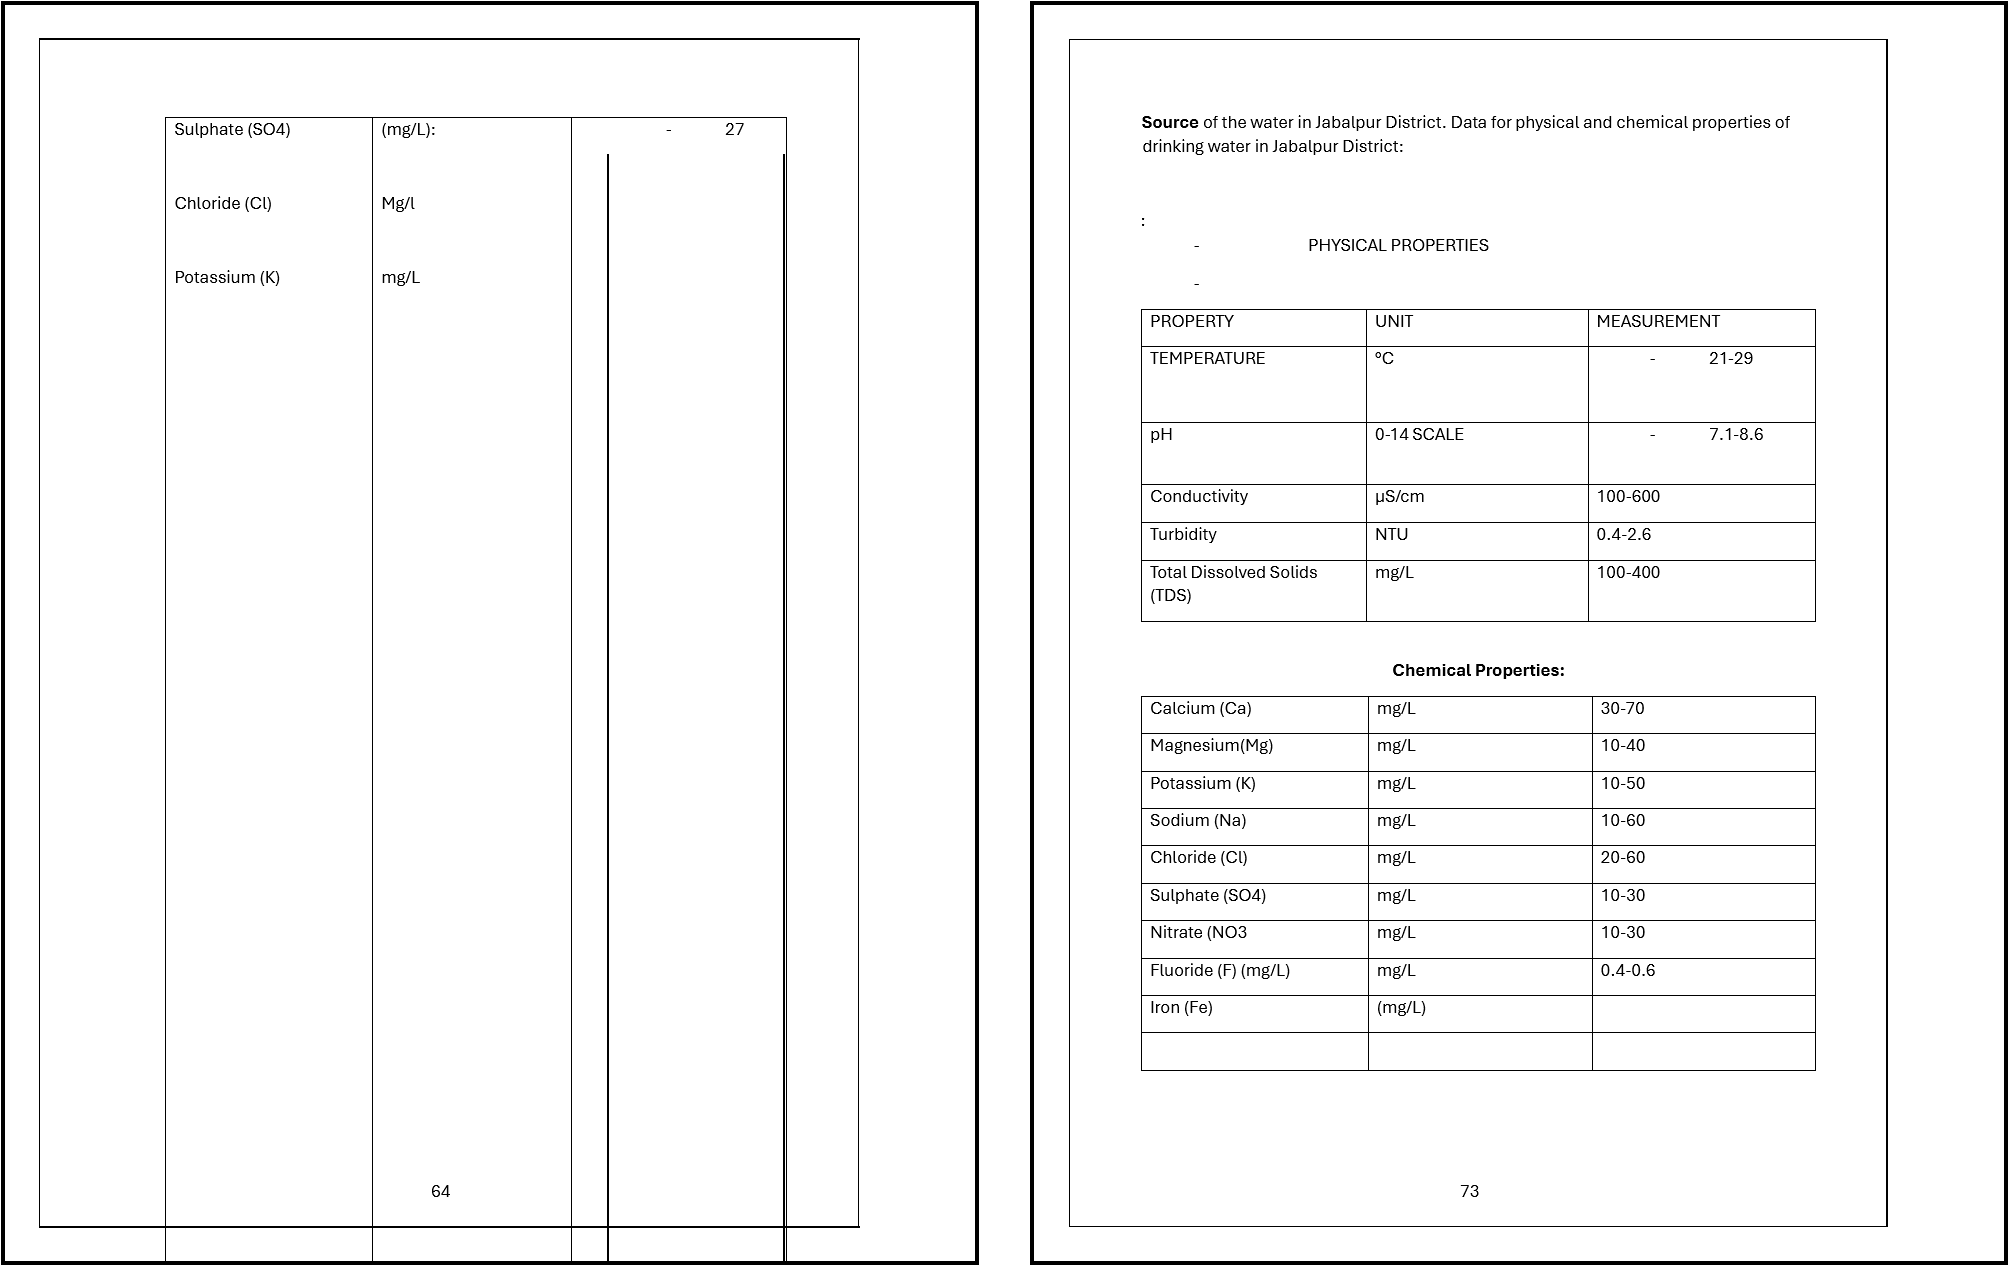 Sulphate (SO4) (mg/L): - 27
Chloride (Cl) Mg/l
Potassium (K) mg/L
64
Source of the water in Jabalpur District. Data for physical and chemical properties of
drinking water in Jabalpur District:
:
- PHYSICAL PROPERTIES
-
PROPERTY UNIT MEASUREMENT
TEMPERATURE °C - 21-29
pH 0-14 SCALE - 7.1-8.6
Conductivity µS/cm 100-600
Turbidity NTU 0.4-2.6
Total Dissolved Solids mg/L 100-400
(TDS)
Chemical Properties:
Calcium (Ca) mg/L 30-70
Magnesium(Mg) mg/L 10-40
Potassium (K) mg/L 10-50
Sodium (Na) mg/L 10-60
Chloride (Cl) mg/L 20-60
Sulphate (SO4) mg/L 10-30
Nitrate (NO3 mg/L 10-30
Fluoride (F) (mg/L) mg/L 0.4-0.6
Iron (Fe) (mg/L)
73